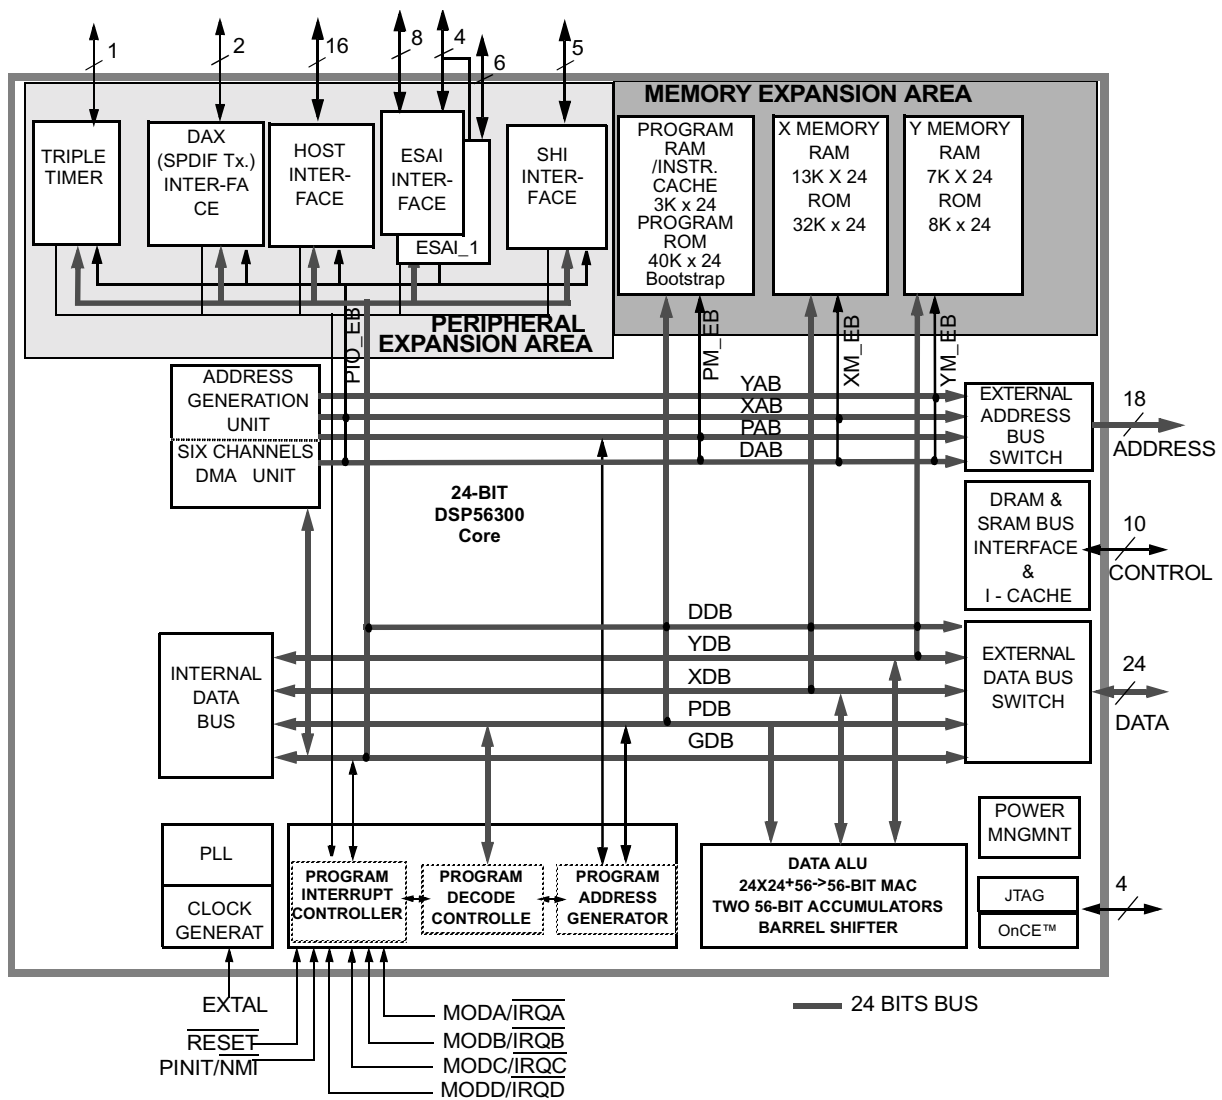 1
2
16
8
4
6
5
MEMORY EXPANSION AREA
TRIPLE
TIMER
DAX
(SPDIF Tx.)
INTER-FA
CE
HOST
INTER-
FACE
ESAI
INTER-
FACE
ESAI_1
SHI
INTER-
FACE
PROGRAM
RAM
/INSTR.
CACHE
3K x 24
PROGRAM
ROM
40K x 24
Bootstrap
X MEMORY
RAM
13K X 24
ROM
32K x 24
Y MEMORY
RAM
7K X 24
ROM
8K x 24
PERIPHERAL
EXPANSION AREA
PIO_EB
PM_EB
XM_EB
YM_EB
ADDRESS
GENERATION
UNIT
SIX CHANNELS
DMA UNIT
YAB
XAB
PAB
DAB
EXTERNAL
ADDRESS
BUS
SWITCH
18
ADDRESS
24-BIT
DSP56300
Core
DRAM &
SRAM BUS
INTERFACE
&
I - CACHE
10
CONTROL
DDB
YDB
XDB
PDB
GDB
INTERNAL
DATA
BUS
EXTERNAL
DATA BUS
SWITCH
24
DATA
PLL
CLOCK
GENERAT
PROGRAM
INTERRUPT
CONTROLLER
PROGRAM
DECODE
CONTROLLE
PROGRAM
ADDRESS
GENERATOR
DATA ALU
24X24+56->56-BIT MAC
TWO 56-BIT ACCUMULATORS
BARREL SHIFTER
POWER
MNGMNT
JTAG
OnCE™
4
EXTAL
RESET
PINIT/NMI
MODA/IRQA
MODB/IRQB
MODC/IRQC
MODD/IRQD
24 BITS BUS